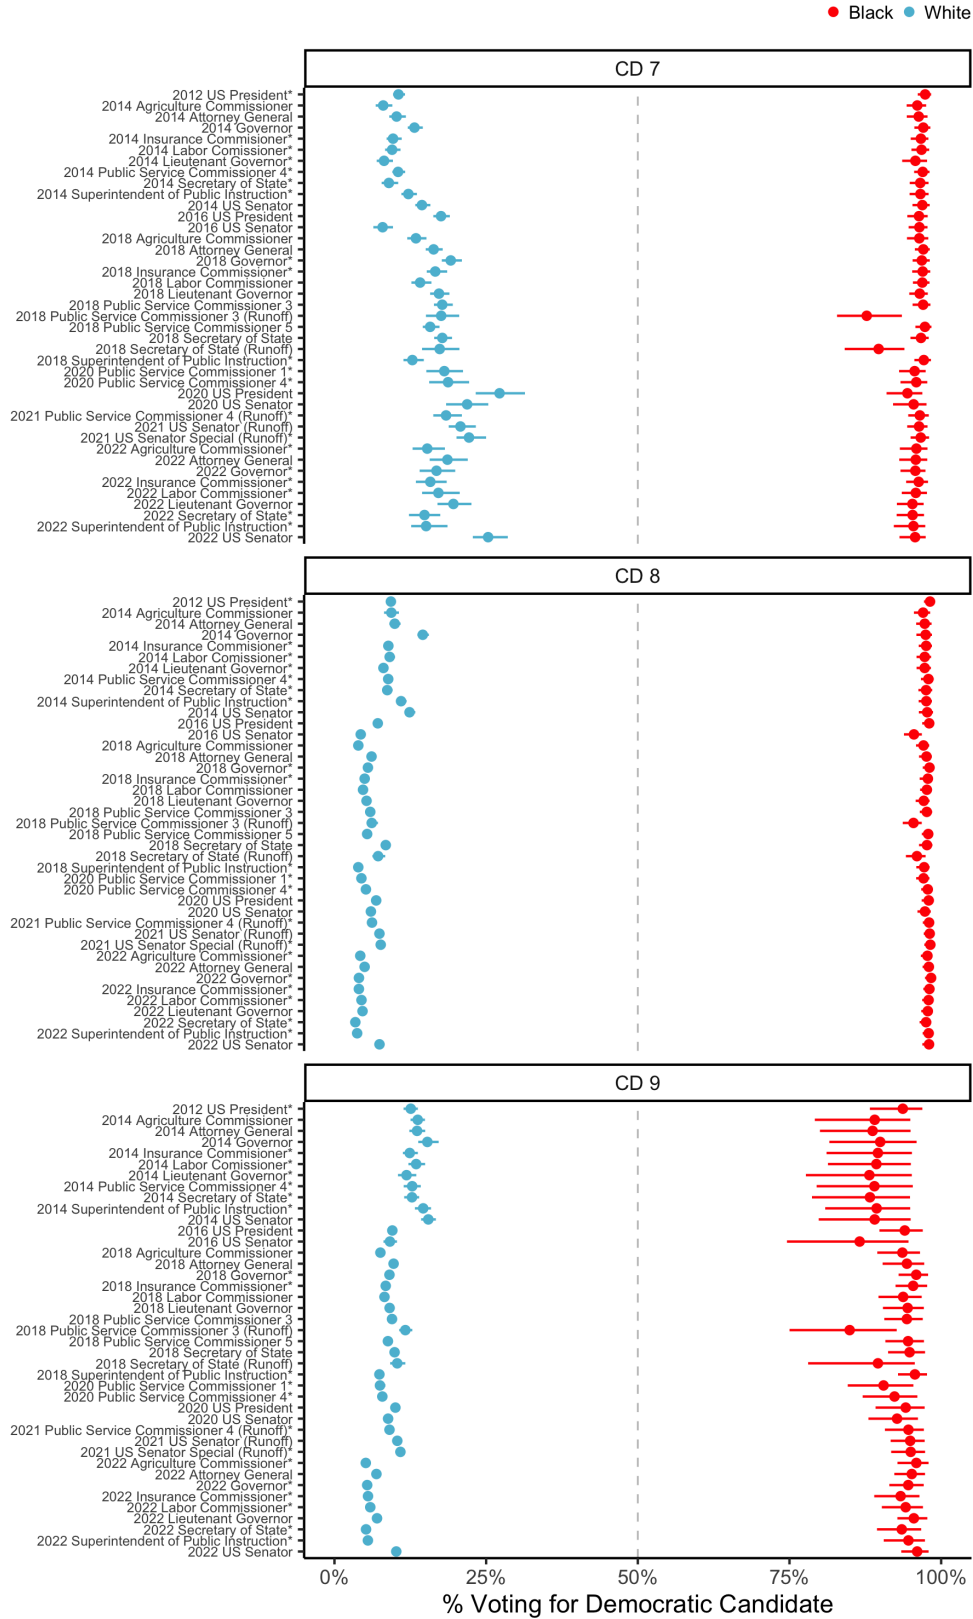 Black White
CD 7
2012 US President*
2014 Agriculture Commissioner
2014 Attorney General
2014 Governor
2014 Insurance Commisioner*
2014 Labor Comissioner*
2014 Lieutenant Governor*
2014 Public Service Commissioner 4*
2014 Secretary of State*
2014 Superintendent of Public Instruction*
2014 US Senator
2016 US President
2016 US Senator
2018 Agriculture Commissioner
2018 Attorney General
2018 Governor*
2018 Insurance Commissioner*
2018 Labor Commissioner
2018 Lieutenant Governor
2018 Public Service Commissioner 3
2018 Public Service Commissioner 3 (Runoff)
2018 Public Service Commissioner 5
2018 Secretary of State
2018 Secretary of State (Runoff)
2018 Superintendent of Public Instruction*
2020 Public Service Commissioner 1*
2020 Public Service Commissioner 4*
2020 US President
2020 US Senator
2021 Public Service Commissioner 4 (Runoff)*
2021 US Senator (Runoff)
2021 US Senator Special (Runoff)*
2022 Agriculture Commissioner*
2022 Attorney General
2022 Governor*
2022 Insurance Commissioner*
2022 Labor Commissioner*
2022 Lieutenant Governor
2022 Secretary of State*
2022 Superintendent of Public Instruction*
2022 US Senator
CD 8
2012 US President*
2014 Agriculture Commissioner
2014 Attorney General
2014 Governor
2014 Insurance Commisioner*
2014 Labor Comissioner*
2014 Lieutenant Governor*
2014 Public Service Commissioner 4*
2014 Secretary of State*
2014 Superintendent of Public Instruction*
2014 US Senator
2016 US President
2016 US Senator
2018 Agriculture Commissioner
2018 Attorney General
2018 Governor*
2018 Insurance Commissioner*
2018 Labor Commissioner
2018 Lieutenant Governor
2018 Public Service Commissioner 3
2018 Public Service Commissioner 3 (Runoff)
2018 Public Service Commissioner 5
2018 Secretary of State
2018 Secretary of State (Runoff)
2018 Superintendent of Public Instruction*
2020 Public Service Commissioner 1*
2020 Public Service Commissioner 4*
2020 US President
2020 US Senator
2021 Public Service Commissioner 4 (Runoff)*
2021 US Senator (Runoff)
2021 US Senator Special (Runoff)*
2022 Agriculture Commissioner*
2022 Attorney General
2022 Governor*
2022 Insurance Commissioner*
2022 Labor Commissioner*
2022 Lieutenant Governor
2022 Secretary of State*
2022 Superintendent of Public Instruction*
2022 US Senator
CD 9
2012 US President*
2014 Agriculture Commissioner
2014 Attorney General
2014 Governor
2014 Insurance Commisioner*
2014 Labor Comissioner*
2014 Lieutenant Governor*
2014 Public Service Commissioner 4*
2014 Secretary of State*
2014 Superintendent of Public Instruction*
2014 US Senator
2016 US President
2016 US Senator
2018 Agriculture Commissioner
2018 Attorney General
2018 Governor*
2018 Insurance Commissioner*
2018 Labor Commissioner
2018 Lieutenant Governor
2018 Public Service Commissioner 3
2018 Public Service Commissioner 3 (Runoff)
2018 Public Service Commissioner 5
2018 Secretary of State
2018 Secretary of State (Runoff)
2018 Superintendent of Public Instruction*
2020 Public Service Commissioner 1*
2020 Public Service Commissioner 4*
2020 US President
2020 US Senator
2021 Public Service Commissioner 4 (Runoff)*
2021 US Senator (Runoff)
2021 US Senator Special (Runoff)*
2022 Agriculture Commissioner*
2022 Attorney General
2022 Governor*
2022 Insurance Commissioner*
2022 Labor Commissioner*
2022 Lieutenant Governor
2022 Secretary of State*
2022 Superintendent of Public Instruction*
2022 US Senator
0% 25% 50% 75% 100%
% Voting for Democratic Candidate